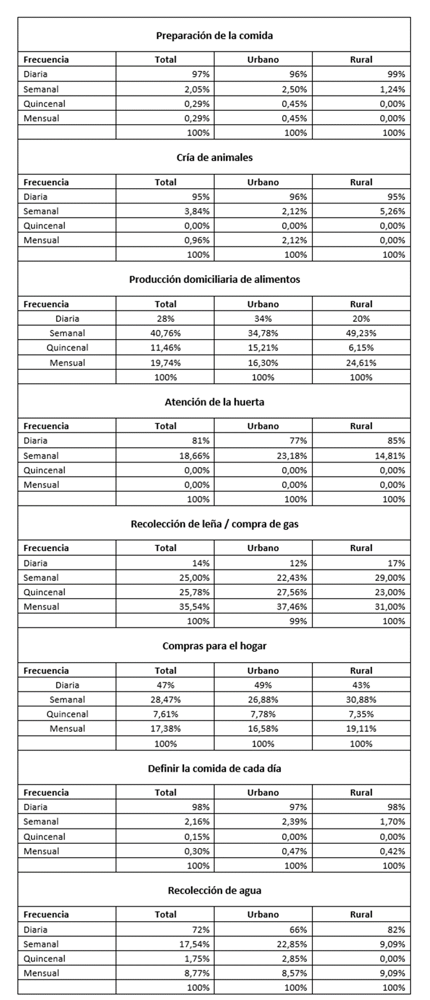 Preparación de la comida
Frecuencia Total Urbano Rural
Diaria 97% 96% 99%
Semanal 2,05% 2,50% 1,24%
Quincenal 0,29% 0,45% 0,00%
Mensual 0,29% 0,45% 0,00%
100% 100% 100%
Cría de animales
Frecuencia Total Urbano Rural
Diaria 95% 96% 95%
Semanal 3,84% 2,12% 5,26%
Quincenal 0,00% 0,00% 0,00%
Mensual 0,96% 2,12% 0,00%
100% 100% 100%
Producción domiciliaria de alimentos
Frecuencia Total Urbano Rural
Diaria 28% 34% 20%
Semanal 40,76% 34,78% 49,23%
Quincenal 11,46% 15,21% 6,15%
Mensual 19,74% 16,30% 24,61%
100% 100% 100%
Atención de la huerta
Frecuencia Total Urbano Rural
Diaria 81% 77% 85%
Semanal 18,66% 23,18% 14,81%
Quincenal 0,00% 0,00% 0,00%
Mensual 0,00% 0,00% 0,00%
100% 100% 100%
Recolección de leña / compra de gas
Frecuencia Total Urbano Rural
Diaria 14% 12% 17%
Semanal 25,00% 22,43% 29,00%
Quincenal 25,78% 27,56% 23,00%
Mensual 35,54% 37,46% 31,00%
100% 99% 100%
Compras para el hogar
Frecuencia Total Urbano Rural
Diaria 47% 49% 43%
Semanal 28,47% 26,88% 30,88%
Quincenal 7,61% 7,78% 7,35%
Mensual 17,38% 16,58% 19,11%
100% 100% 100%
Definir la comida de cada día
Frecuencia Total Urbano Rural
Diaria 98% 97% 98%
Semanal 2,16% 2,39% 1,70%
Quincenal 0,15% 0,00% 0,00%
Mensual 0,30% 0,47% 0,42%
100% 100% 100%
Recolección de agua
Frecuencia Total Urbano Rural
Diaria 72% 66% 82%
Semanal 17,54% 22,85% 9,09%
Quincenal 1,75% 2,85% 0,00%
Mensual 8,77% 8,57% 9,09%
100% 100% 100%